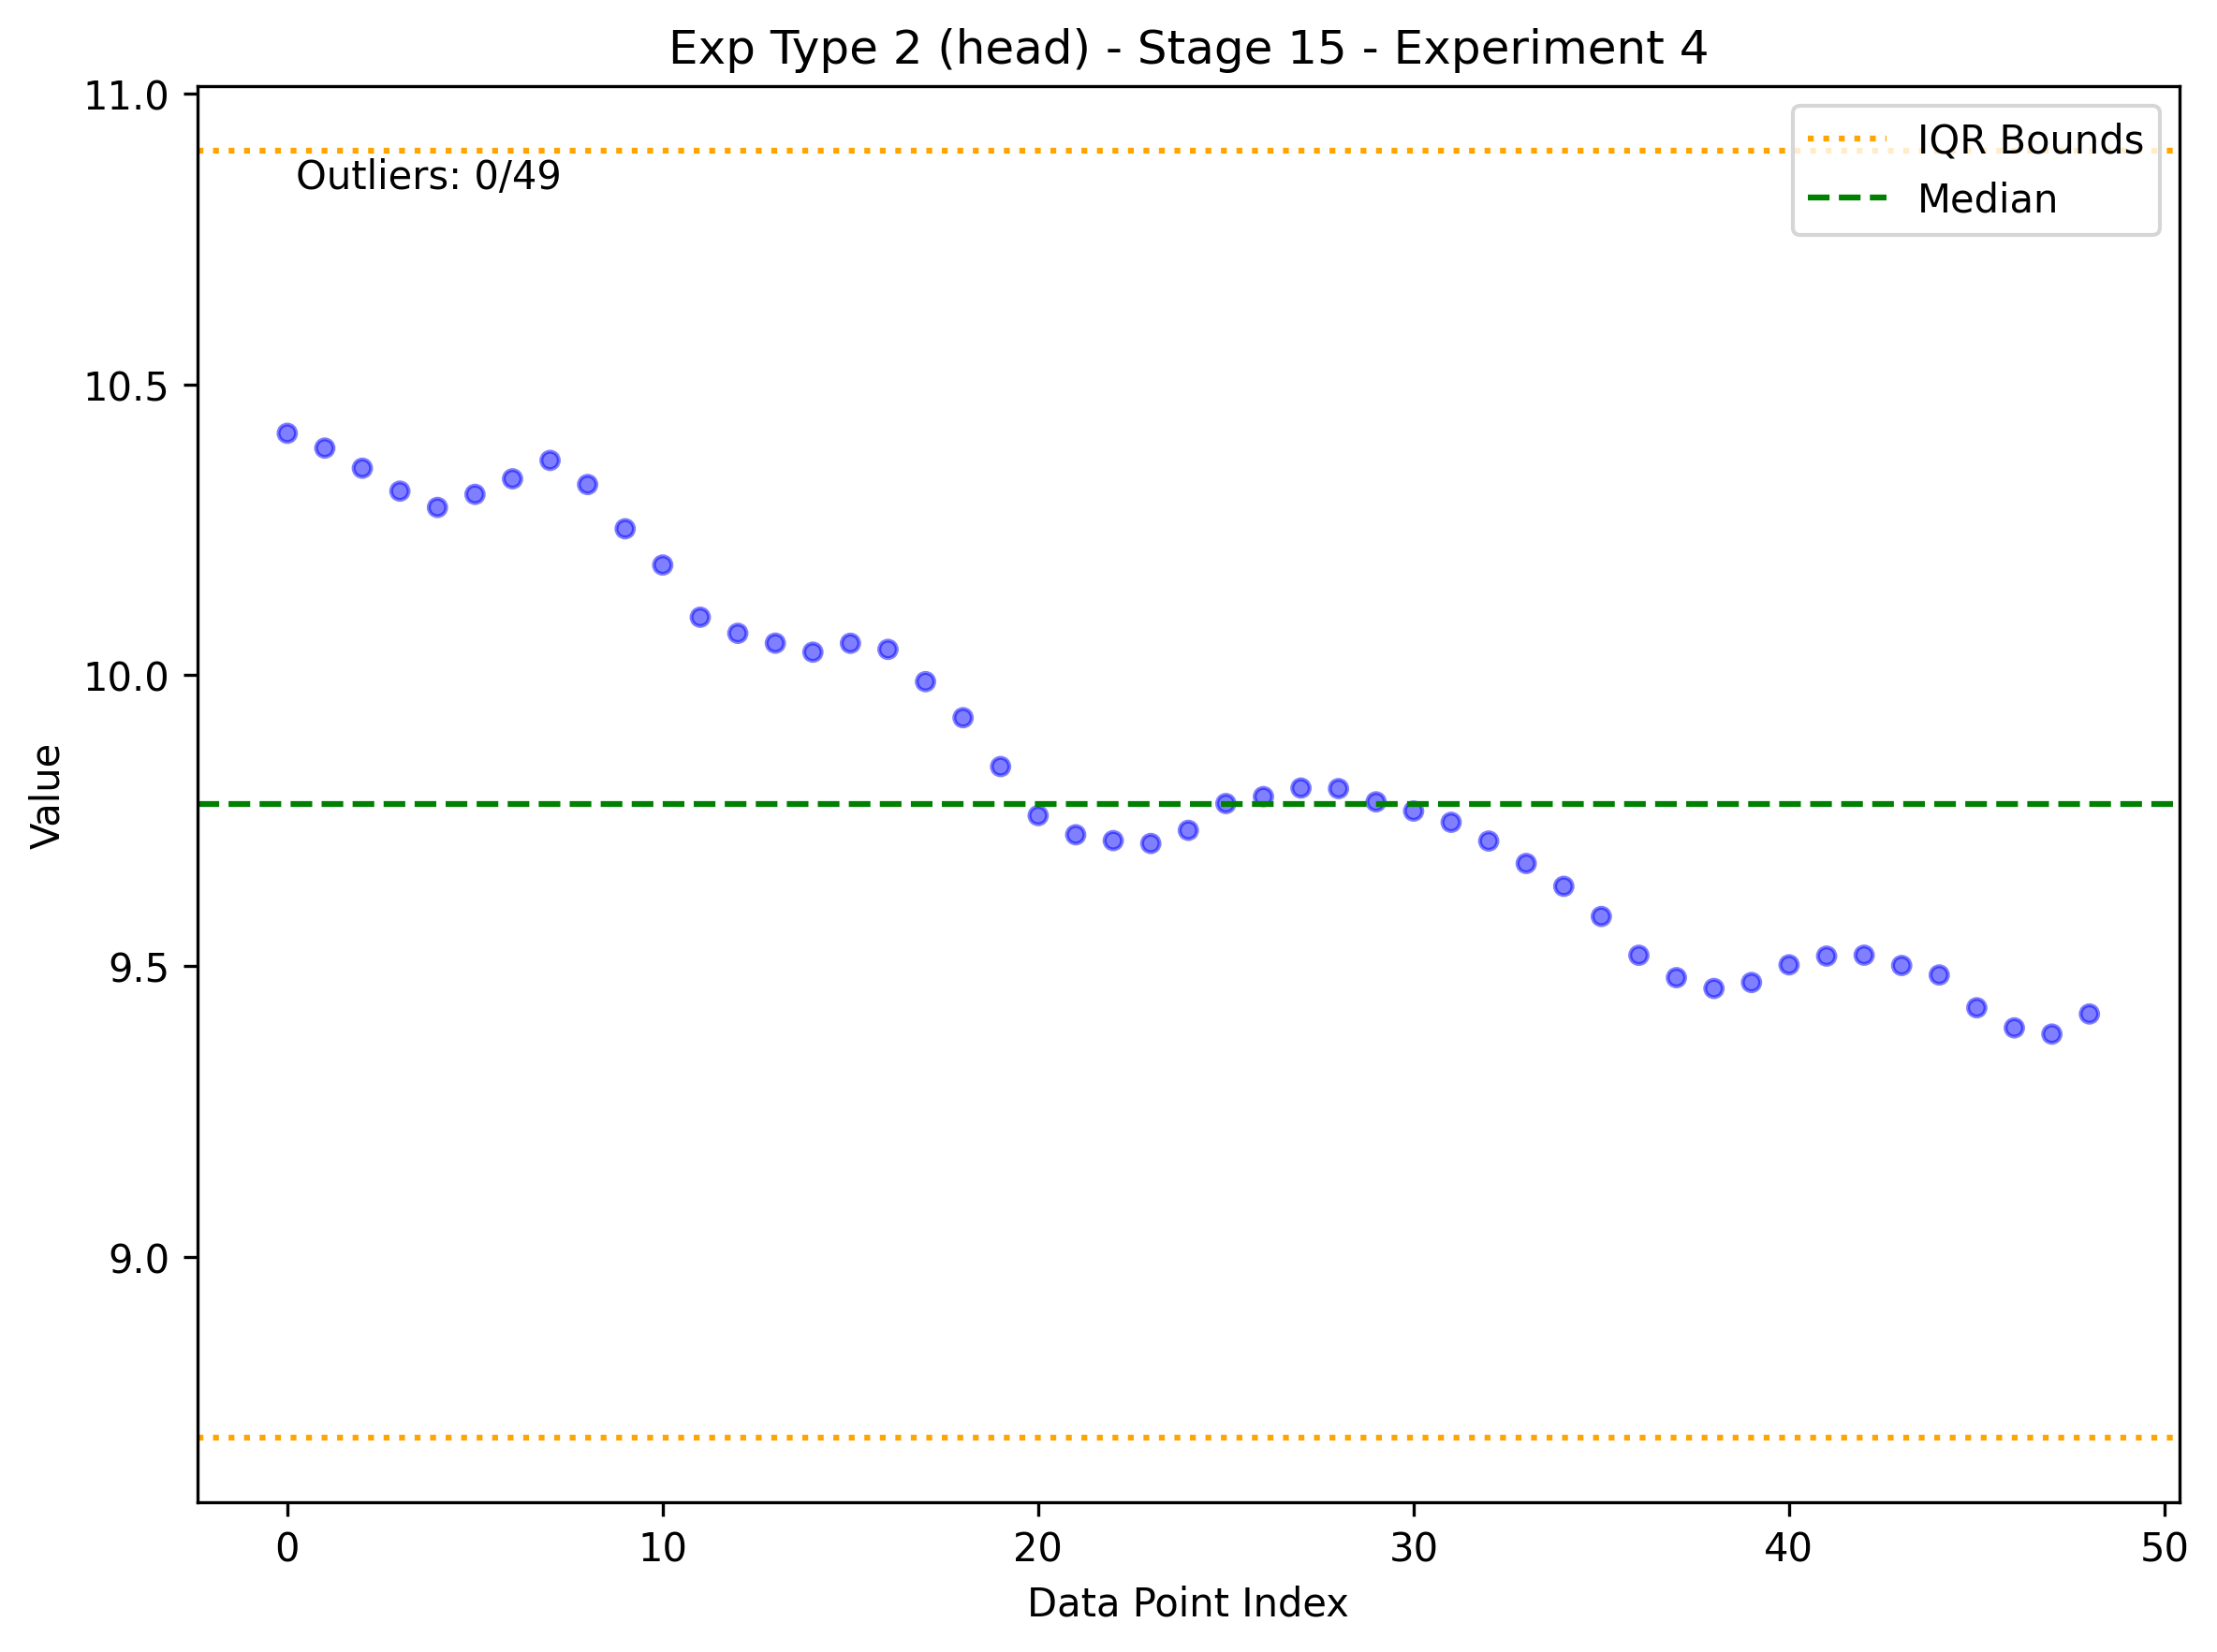 Exp Type 2 (head) - Stage 15 - Experiment 4
11.0
10.5
10.0
9.5
9.0
Value
Outliers: 0/49
IQR Bounds
Median
0 10 20 30 40 50
Data Point Index